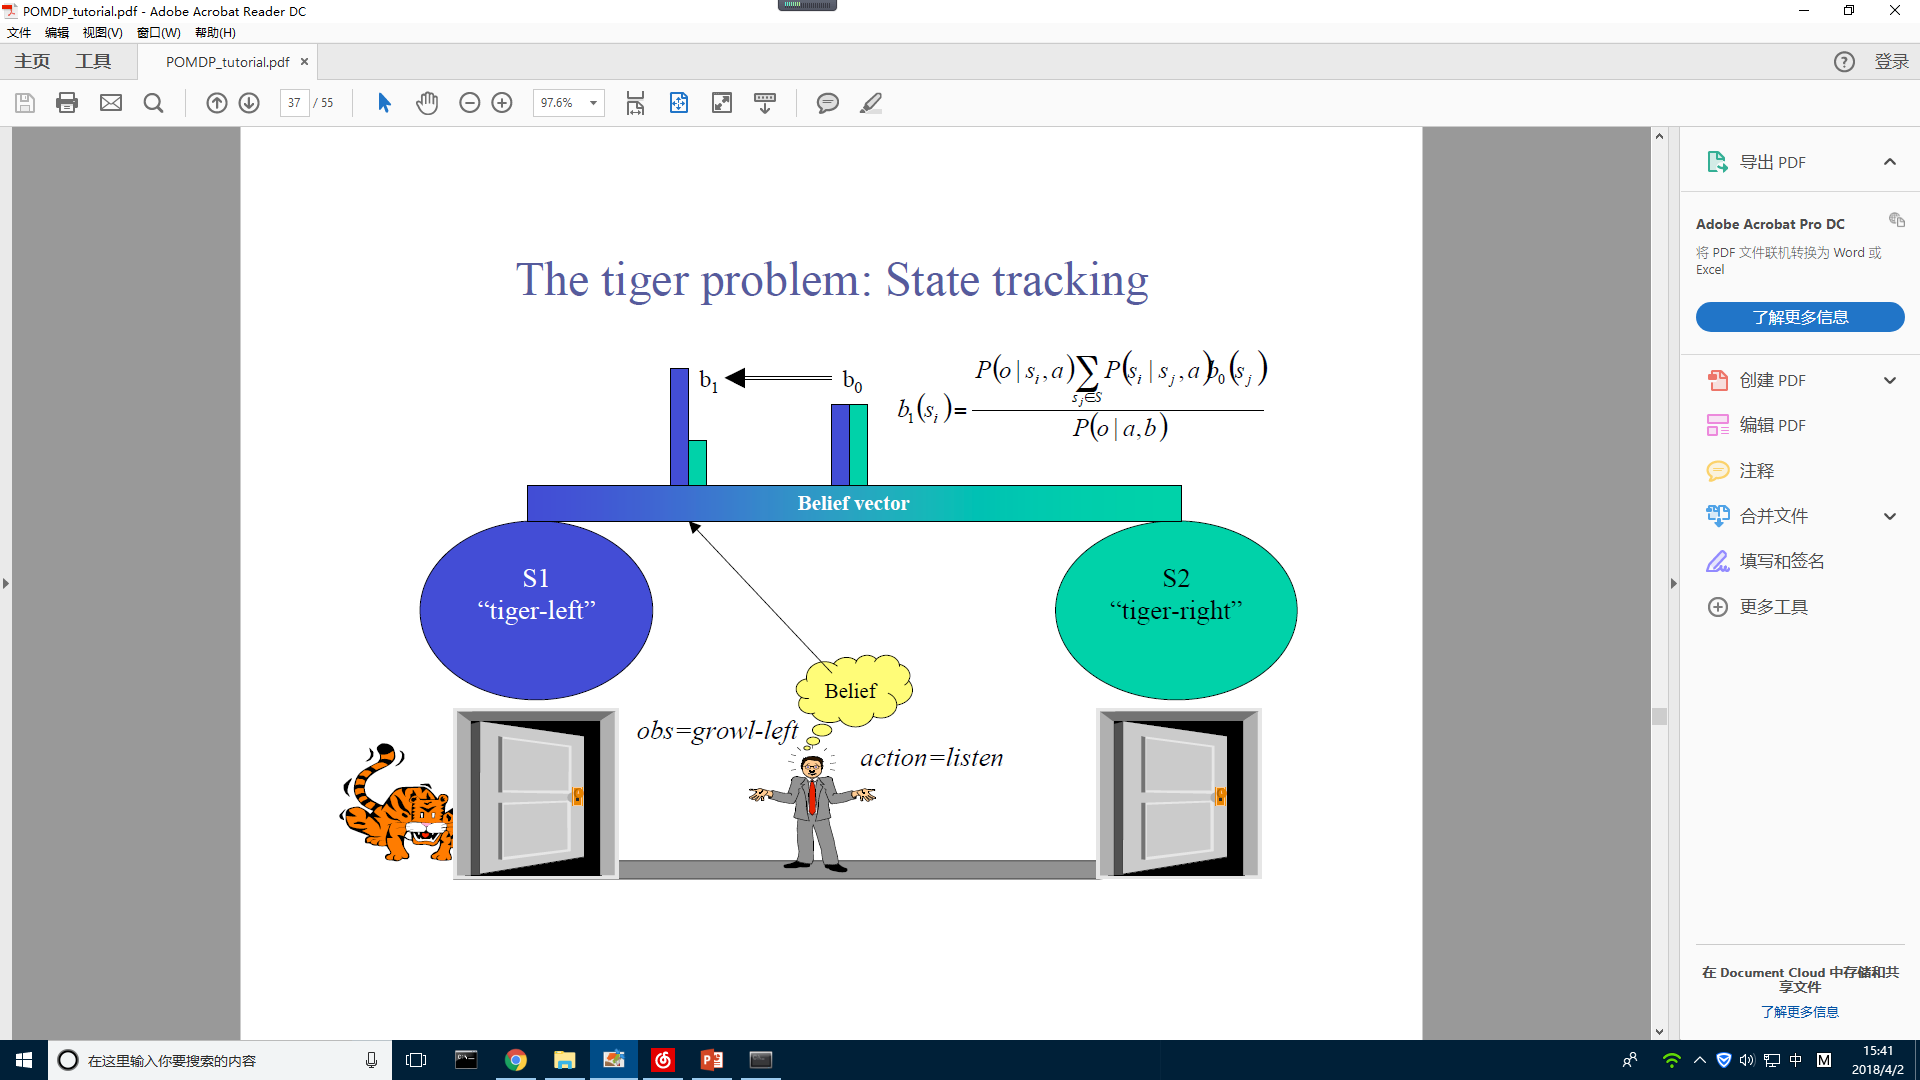 POMDP_tutorial.pdf - Adobe Acrobat Reader DC
文件 编辑 视图(V) 窗口(W) 帮助(H)
主页 工具 POMDP_tutorial.pdf × ? 登录
37 / 55 97.6%
导出 PDF
Adobe Acrobat Pro DC
将 PDF 文件联机转换为 Word 或
Excel
了解更多信息
创建 PDF
编辑 PDF
注释
合并文件
填写和签名
更多工具
在 Document Cloud 中存储和共
享文件
了解更多信息
The tiger problem: State tracking
b₁ b₀
b₁(sᵢ)= P(o | sᵢ, a) ∑ P(sᵢ | sⱼ, a) b₀(sⱼ)
sⱼ∈S
P(o | a, b)
Belief vector
S1
“tiger-left”
S2
“tiger-right”
Belief
obs=growl-left
action=listen
在这里输入你要搜索的内容
中 M
15:41
2018/4/2